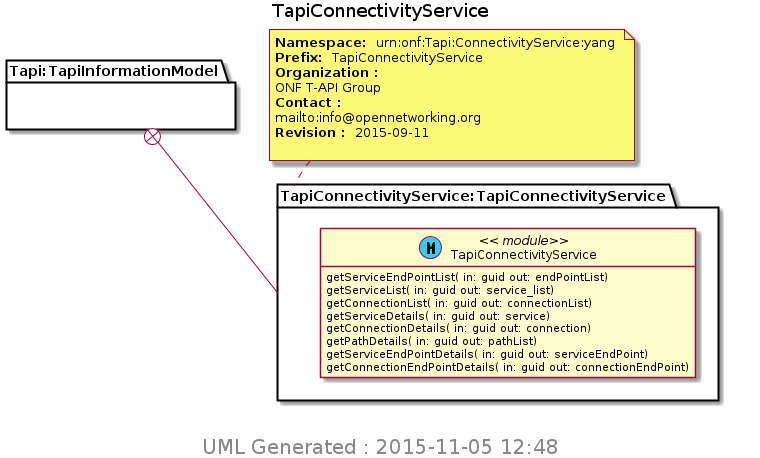 TapiConnectivityService
Namespace: urn:onf:Tapi:ConnectivityService:yang
Prefix: TapiConnectivityService
Organization :
ONF T-API Group
Contact :
mailto:info@opennetworking.org
Revision : 2015-09-11
Tapi:TapiInformationModel
TapiConnectivityService:TapiConnectivityService
M
<< module>>
TapiConnectivityService
getServiceEndPointList( in: guid out: endPointList)
getServiceList( in: guid out: service_list)
getConnectionList( in: guid out: connectionList)
getServiceDetails( in: guid out: service)
getConnectionDetails( in: guid out: connection)
getPathDetails( in: guid out: pathList)
getServiceEndPointDetails( in: guid out: serviceEndPoint)
getConnectionEndPointDetails( in: guid out: connectionEndPoint)
UML Generated : 2015-11-05 12:48